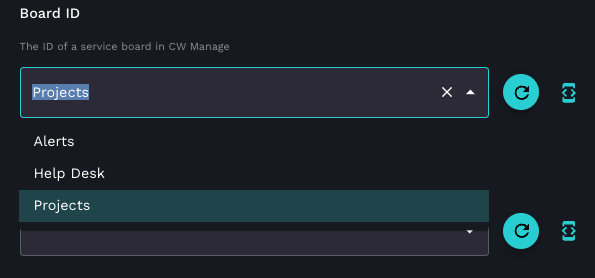 Board ID
The ID of a service board in CW Manage
Projects
Alerts
Help Desk
Projects